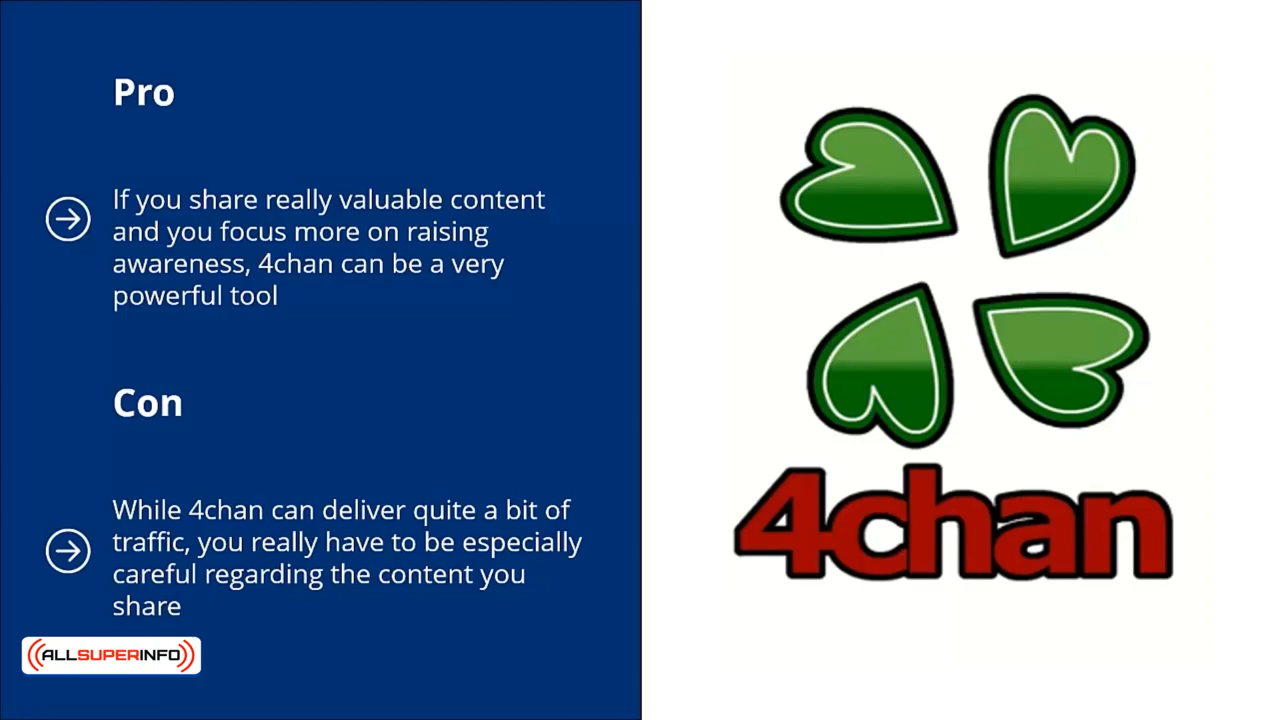 Pro
If you share really valuable content
and you focus more on raising
awareness, 4chan can be a very
powerful tool
Con
While 4chan can deliver quite a bit of
traffic, you really have to be especially
careful regarding the content you
share
ALLSUPERINFO
4chan